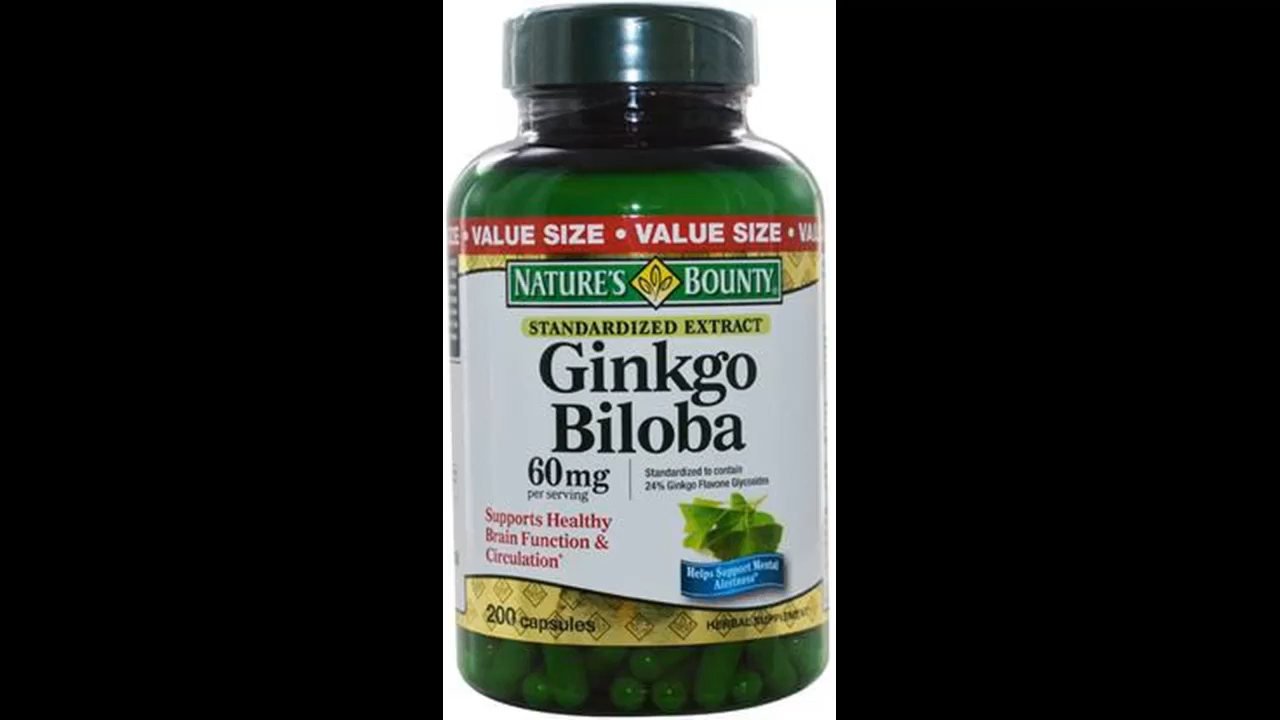 VALUE SIZE • VALUE SIZE •
NATURE'S BOUNTY
STANDARDIZED EXTRACT
Ginkgo
Biloba
60mg
per serving
Standardized to contain
24% Ginkgo Flavone Glycosides
Supports Healthy
Brain Function &
Circulation*
Helps Support Mental
Alertness*
200 capsules
HERBAL SUPPLEMENT